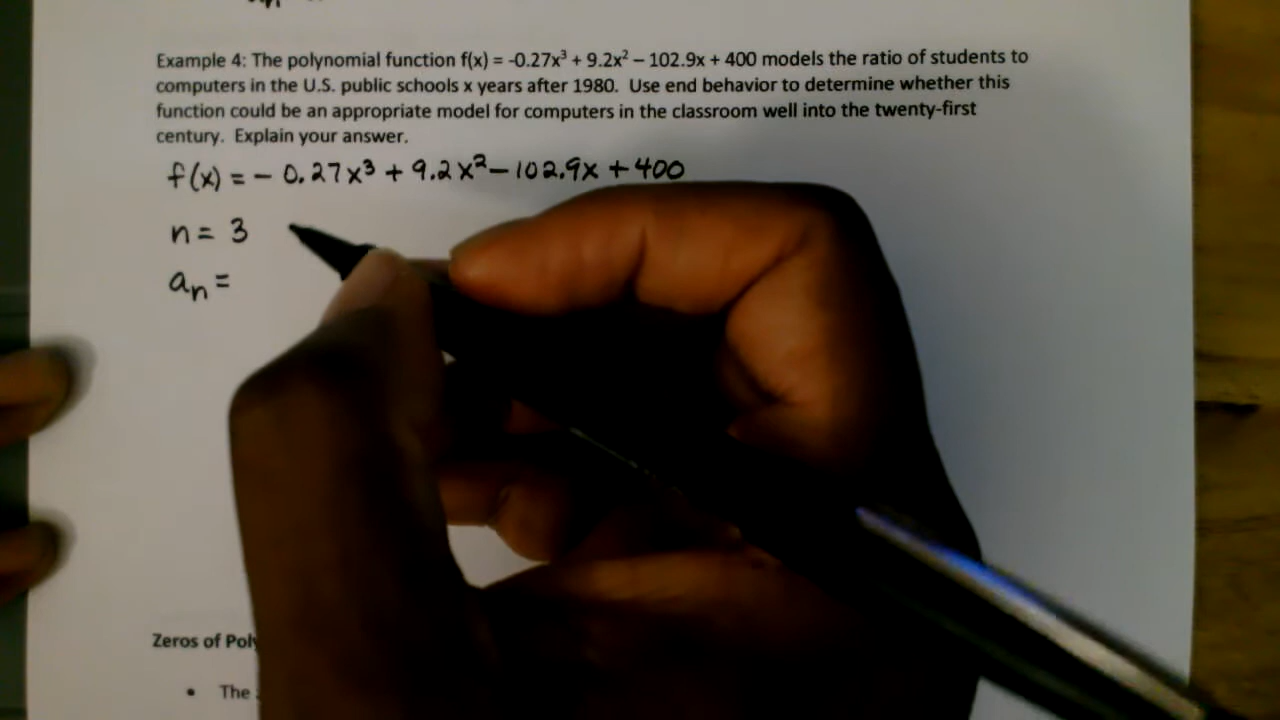 Example 4: The polynomial function f(x) = -0.27x³ + 9.2x² – 102.9x + 400 models the ratio of students to
computers in the U.S. public schools x years after 1980. Use end behavior to determine whether this
function could be an appropriate model for computers in the classroom well into the twenty-first
century. Explain your answer.
f(x) = - 0.27x³ + 9.2x² - 102.9x + 400
n = 3
aₙ =
Zeros of
• The